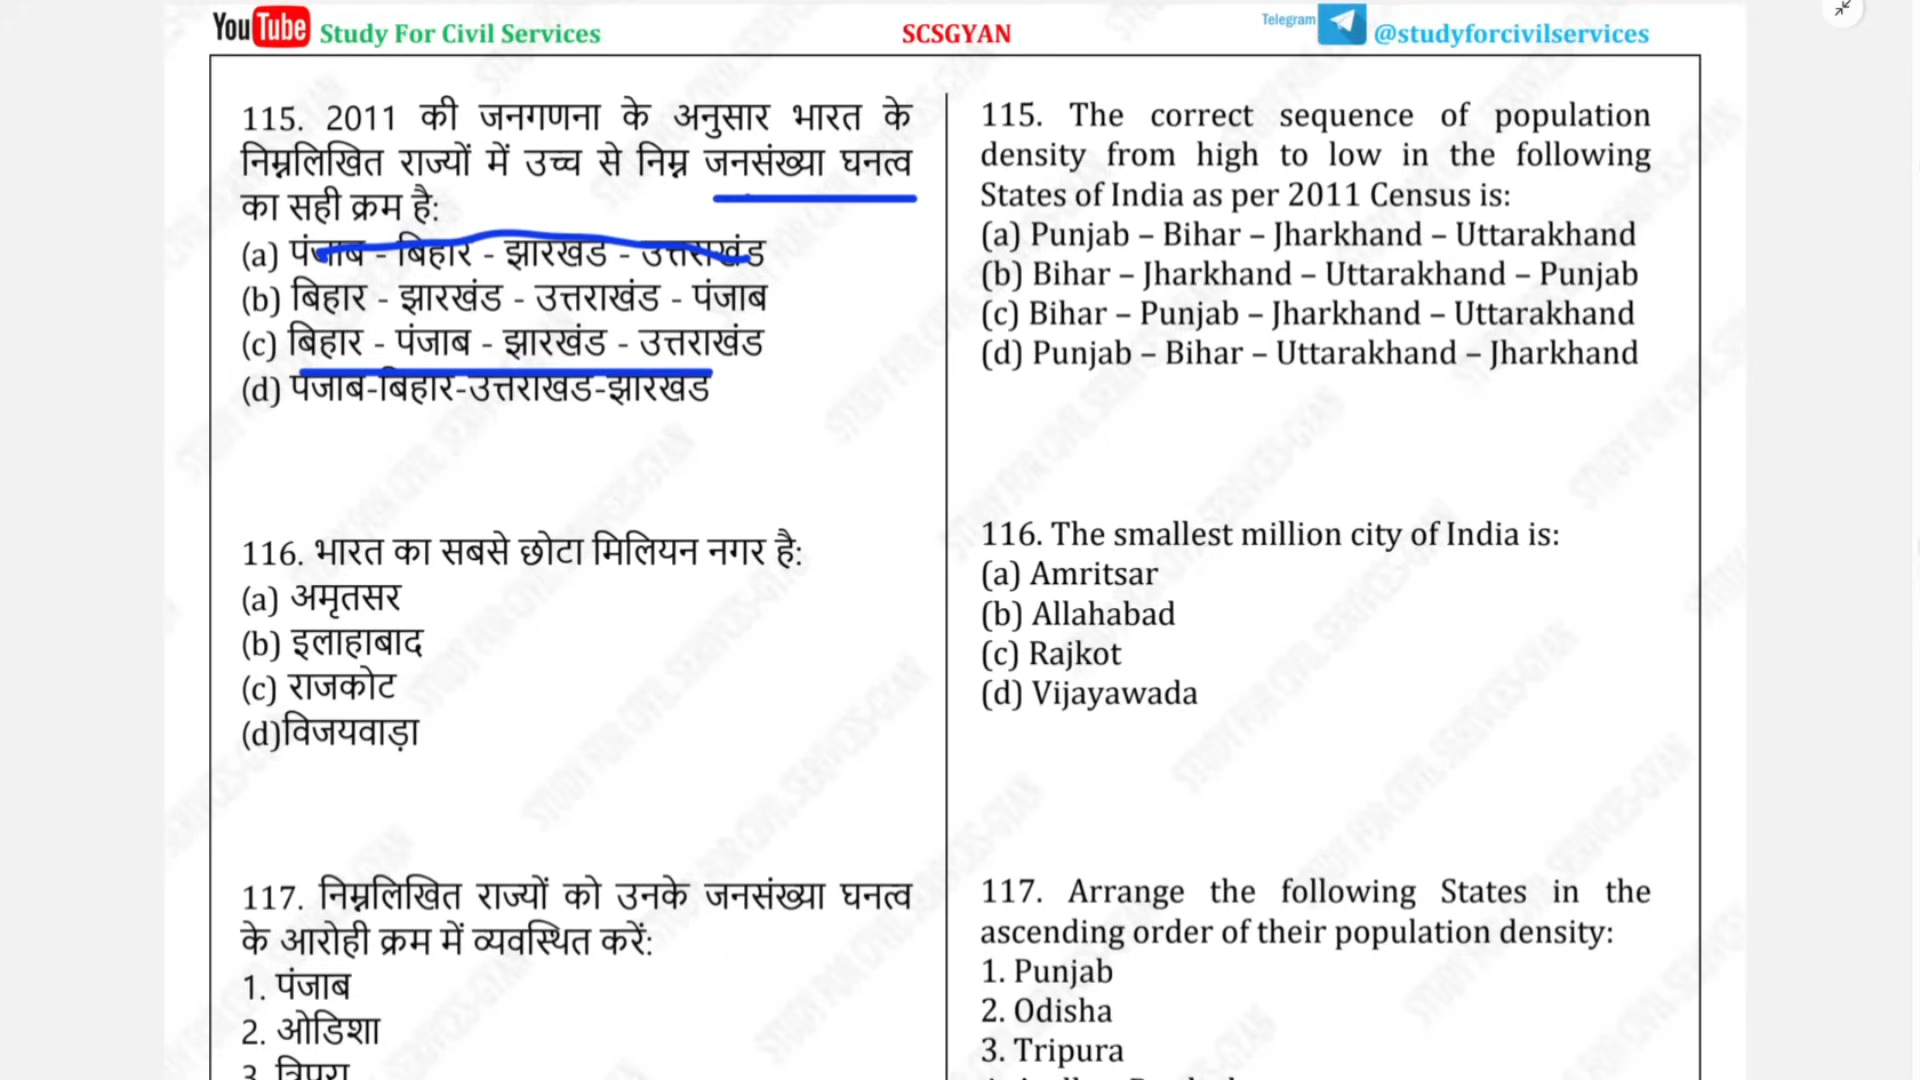 YouTube Study For Civil Services
SCSGYAN
Telegram @studyforcivilservices
115. 2011 की जनगणना के अनुसार भारत के
निम्नलिखित राज्यों में उच्च से निम्न जनसंख्या घनत्व
का सही क्रम है:
(a) पंजाब - बिहार - झारखंड - उत्तराखंड
(b) बिहार - झारखंड - उत्तराखंड - पंजाब
(c) बिहार - पंजाब - झारखंड - उत्तराखंड
(d) पंजाब-बिहार-उत्तराखंड-झारखंड
116. भारत का सबसे छोटा मिलियन नगर है:
(a) अमृतसर
(b) इलाहाबाद
(c) राजकोट
(d)विजयवाड़ा
117. निम्नलिखित राज्यों को उनके जनसंख्या घनत्व
के आरोही क्रम में व्यवस्थित करें:
1. पंजाब
2. ओडिशा
3. त्रिपुरा
115. The correct sequence of population
density from high to low in the following
States of India as per 2011 Census is:
(a) Punjab – Bihar – Jharkhand – Uttarakhand
(b) Bihar – Jharkhand – Uttarakhand – Punjab
(c) Bihar – Punjab – Jharkhand – Uttarakhand
(d) Punjab – Bihar – Uttarakhand – Jharkhand
116. The smallest million city of India is:
(a) Amritsar
(b) Allahabad
(c) Rajkot
(d) Vijayawada
117. Arrange the following States in the
ascending order of their population density:
1. Punjab
2. Odisha
3. Tripura